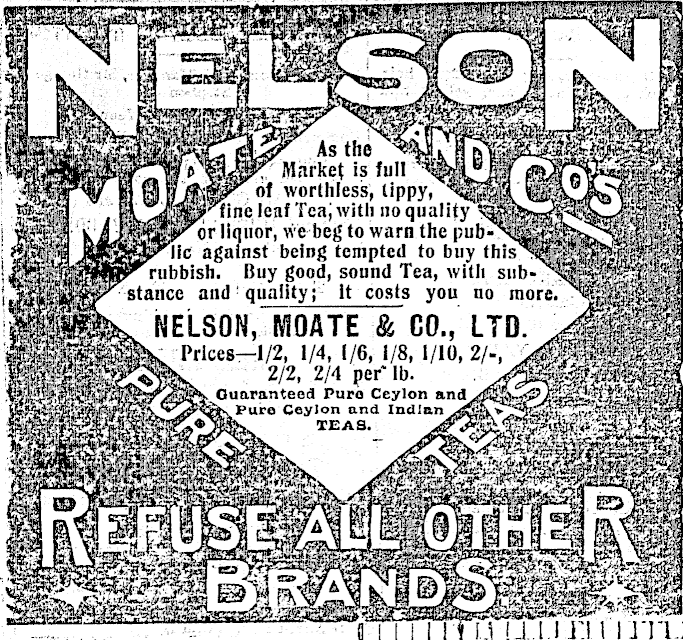 NELSON
MOATE AND CO'S
As the
Market is full
of worthless, tippy,
fine leaf Tea, with no quality
or liquor, we beg to warn the pub-
lic against being tempted to buy this
rubbish. Buy good, sound Tea, with sub-
stance and quality; it costs you no more.
NELSON, MOATE & CO., LTD.
Prices—1/2, 1/4, 1/6, 1/8, 1/10, 2/-,
2/2, 2/4 per lb.
Guaranteed Pure Ceylon and
Pure Ceylon and Indian
TEAS.
PURE TEAS
REFUSE ALL OTHER
BRANDS